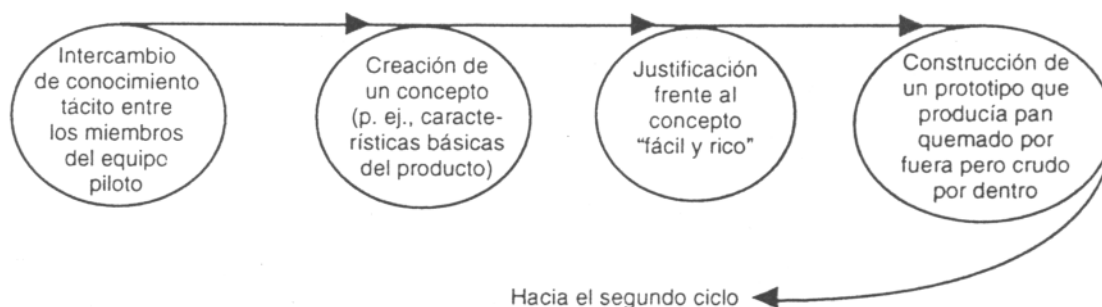 Intercambio
de conocimiento
tácito entre
los miembros
del equipo
piloto
Creación de
un concepto
(p. ej., caracte-
rísticas básicas
del producto)
Justificación
frente al
concepto
“fácil y rico”
Construcción de
un prototipo que
producía pan
quemado por
fuera pero crudo
por dentro
Hacia el segundo ciclo